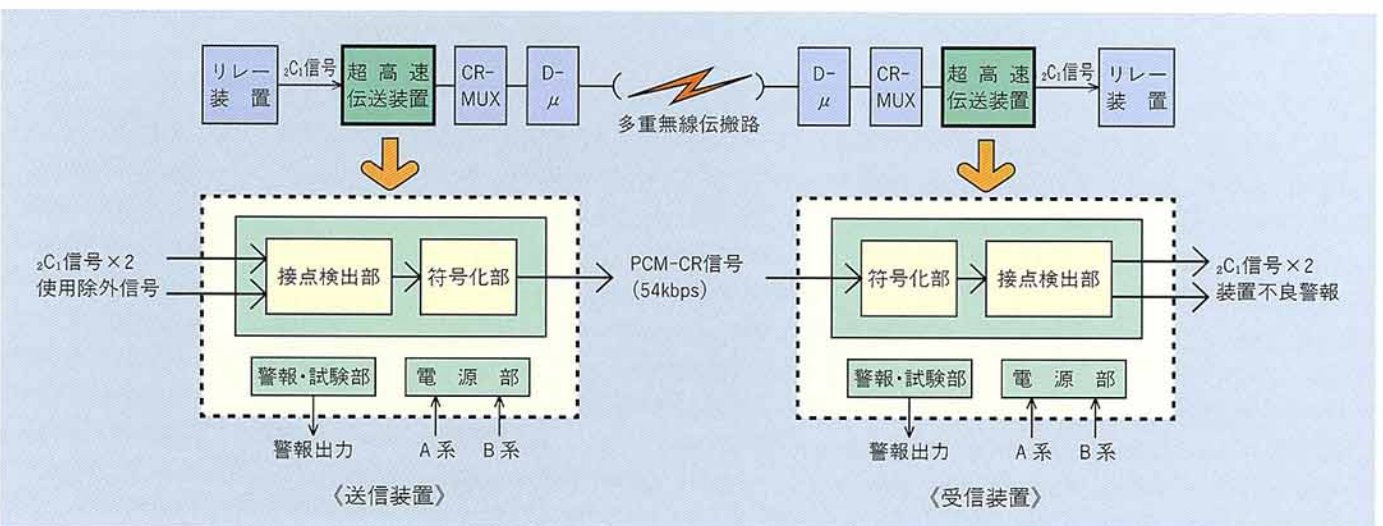 リレー装置
₂C₁信号
超高速伝送装置
CR-MUX
D-μ
多重無線伝搬路
D-μ
CR-MUX
超高速伝送装置
₂C₁信号
リレー装置
₂C₁信号×2
使用除外信号
接点検出部
符号化部
PCM-CR信号
(54kbps)
符号化部
接点検出部
₂C₁信号×2
装置不良警報
警報・試験部
電源部
警報・試験部
電源部
警報出力
A系
B系
警報出力
A系
B系
《送信装置》
《受信装置》